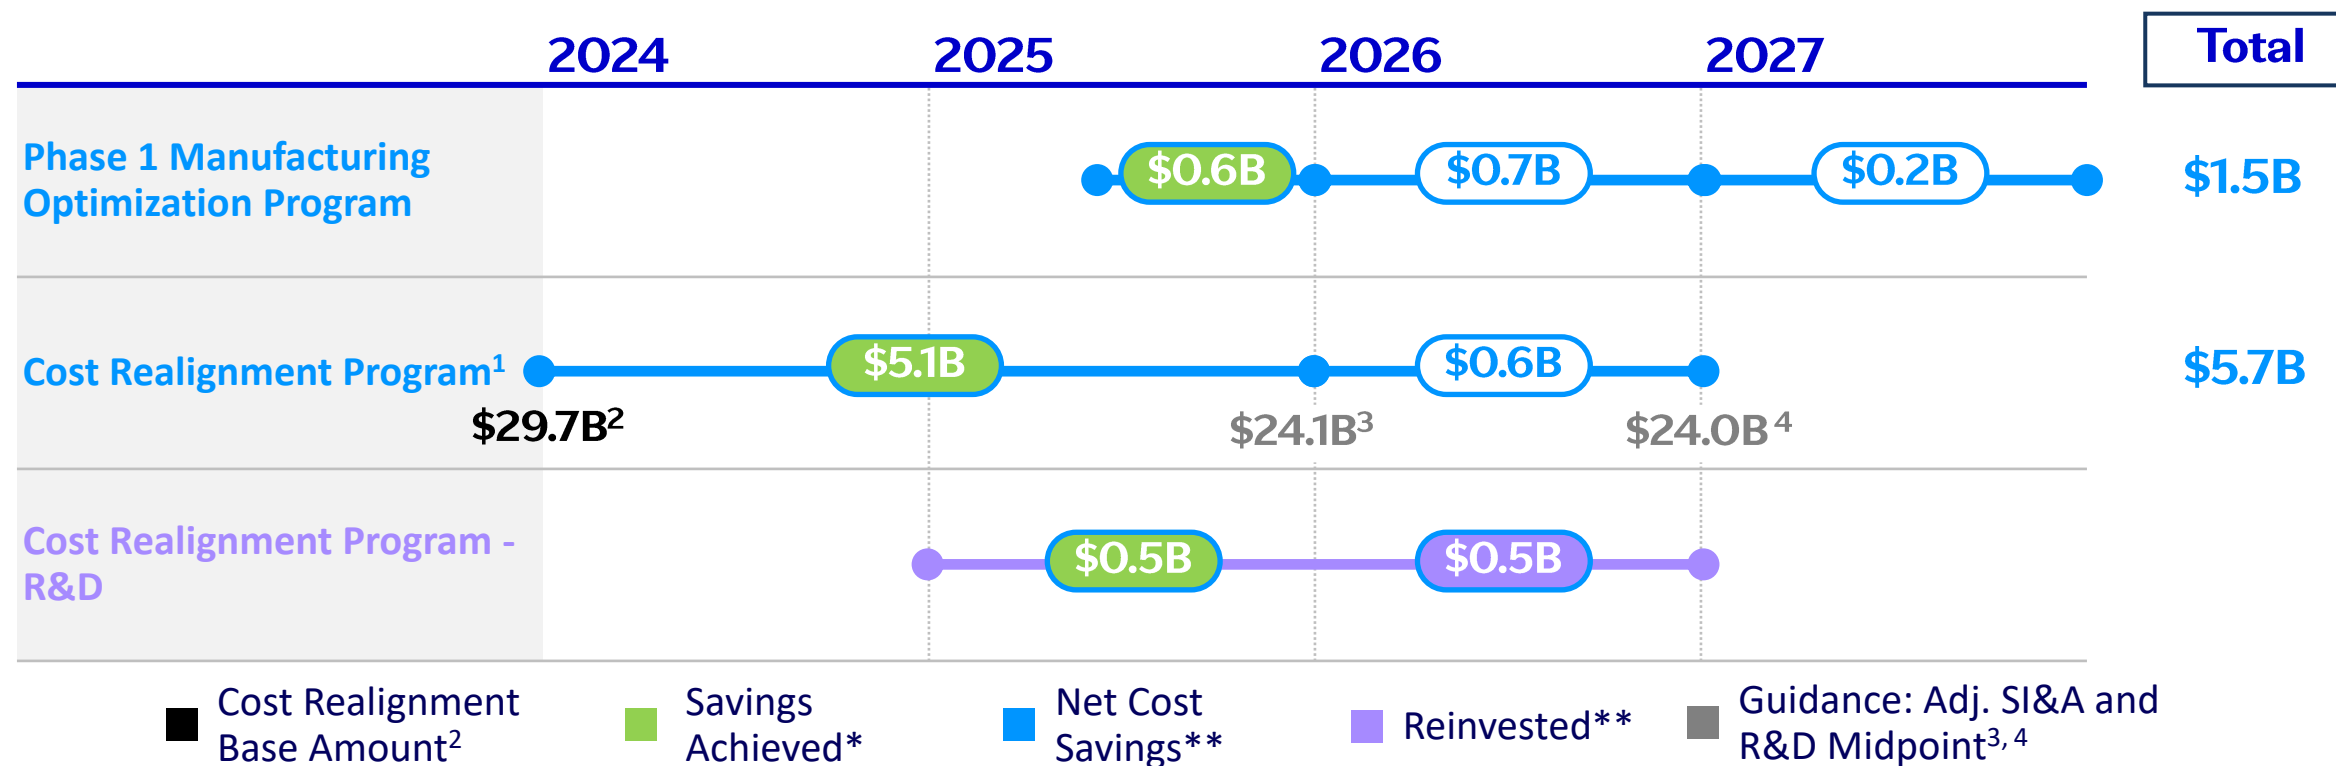 2024 2025 2026 2027 Total
Phase 1 Manufacturing
Optimization Program
$0.6B $0.7B $0.2B $1.5B
Cost Realignment Program¹
$5.1B $0.6B $5.7B
$29.7B² $24.1B³ $24.0B⁴
Cost Realignment Program -
R&D
$0.5B $0.5B
Cost Realignment
Base Amount²
Savings
Achieved*
Net Cost
Savings**
Reinvested**
Guidance: Adj. SI&A and
R&D Midpoint³,⁴